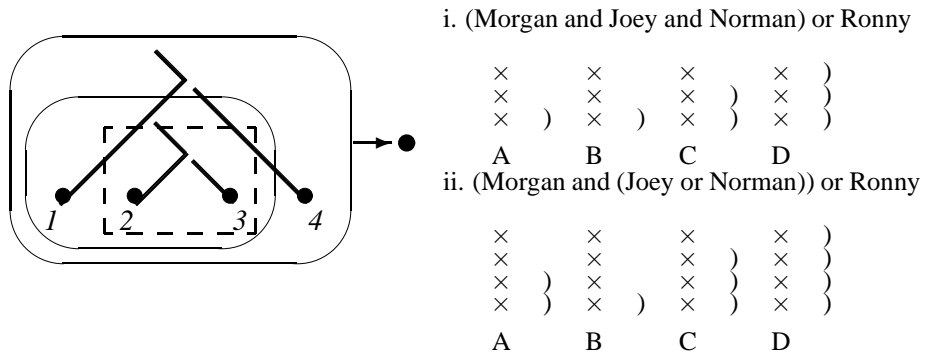 i. (Morgan and Joey and Norman) or Ronny
× × × × )
× × × ) × )
× ) × ) × ) × )
A B C D
ii. (Morgan and (Joey or Norman)) or Ronny
× × × × )
× × × ) × )
× ) × × ) × )
× ) × ) × ) × )
A B C D
1 2 3 4